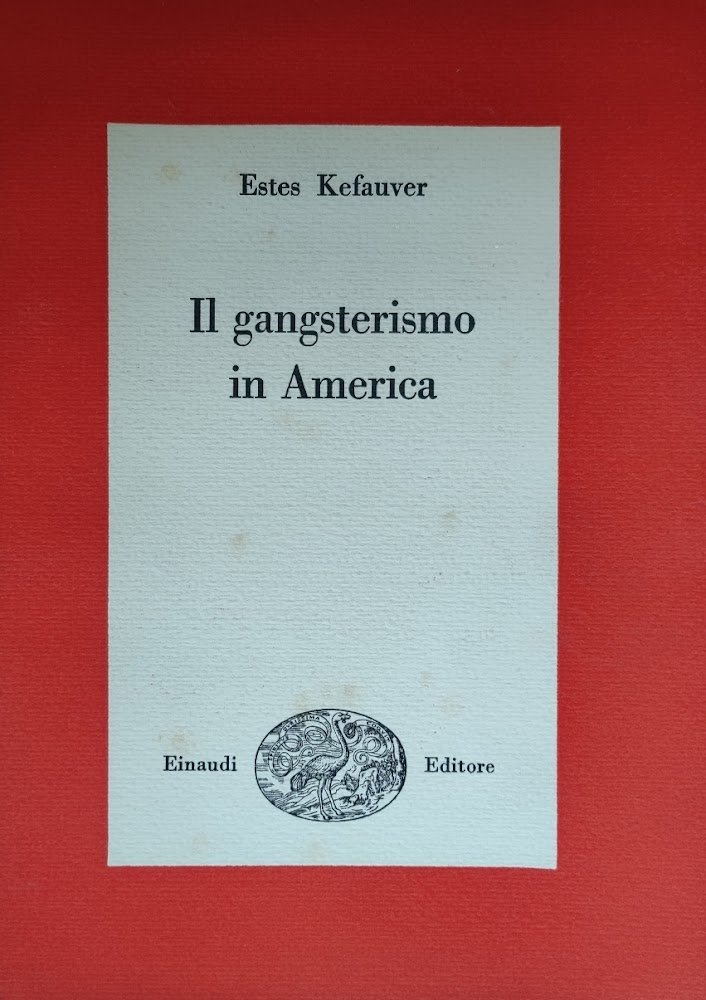 Estes Kefauver
Il gangsterismo
in America
Einaudi Editore